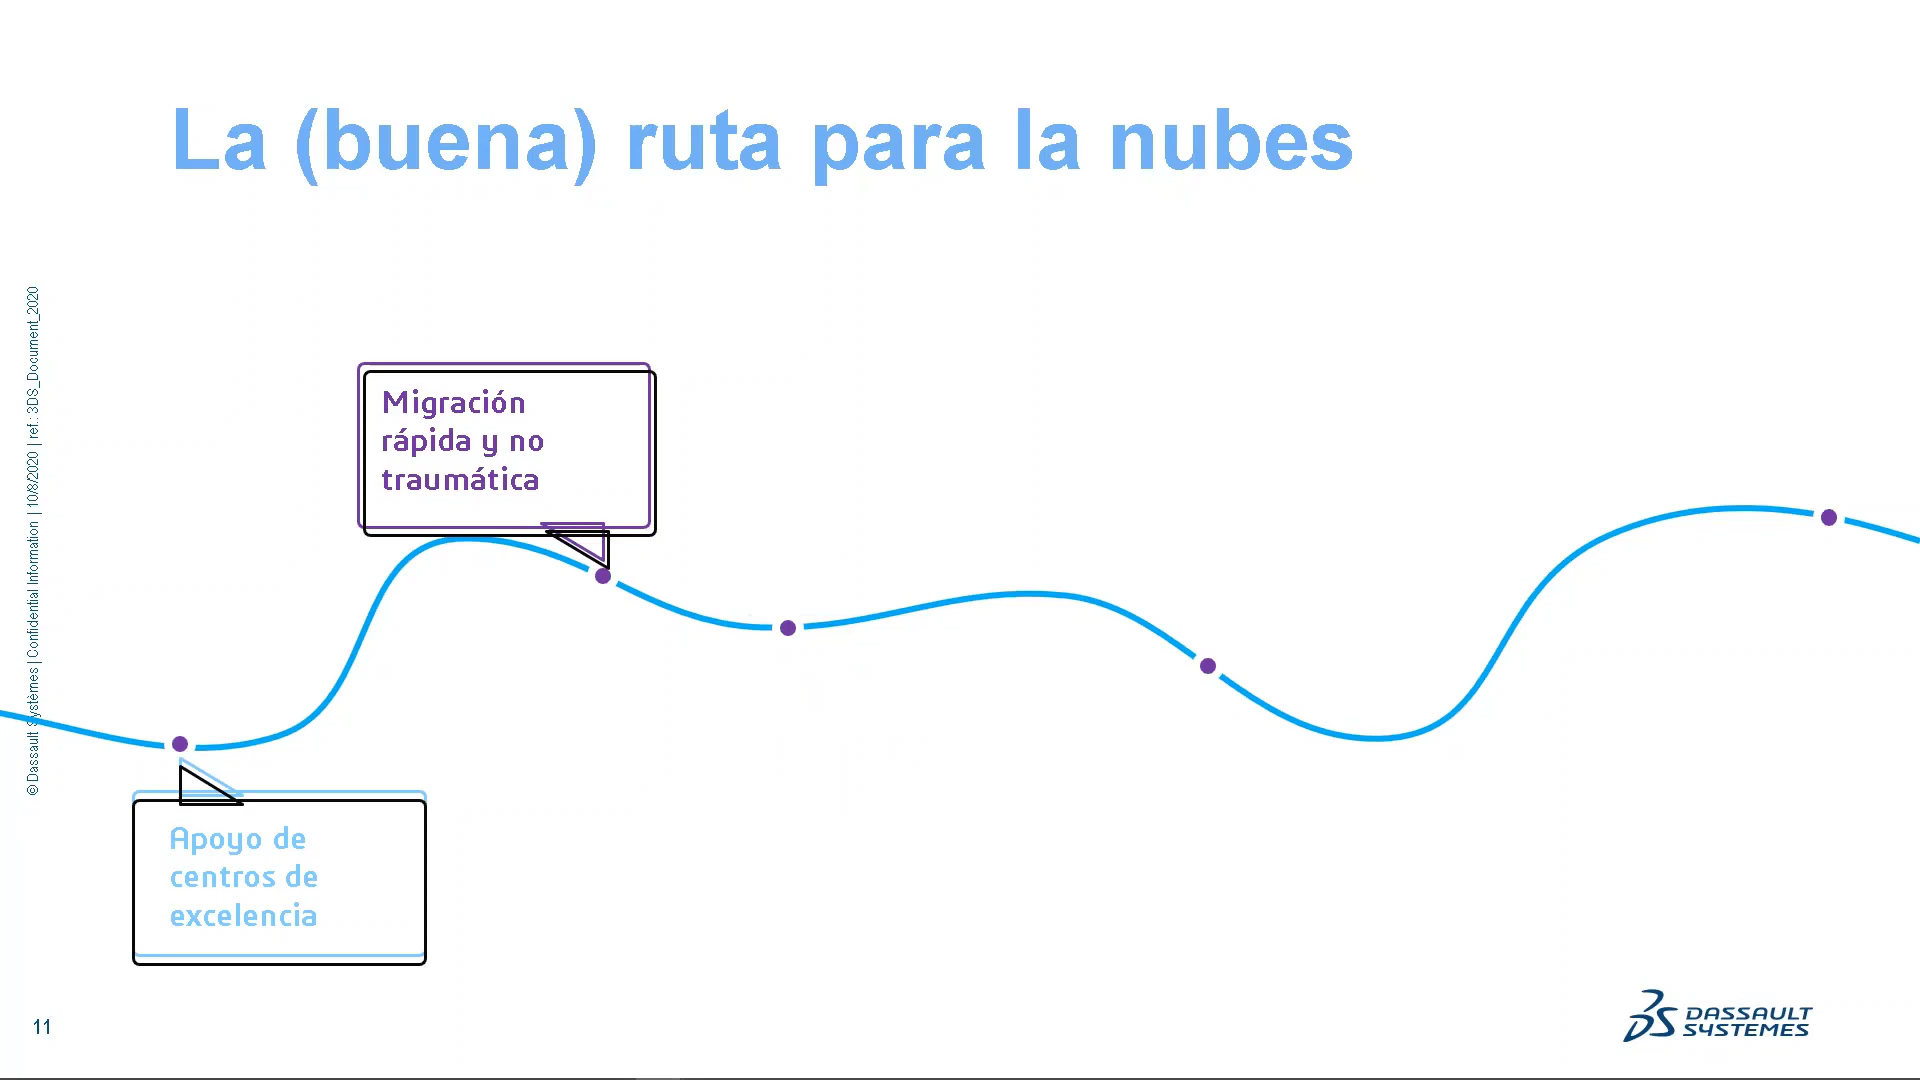 La (buena) ruta para la nubes
© Dassault Systèmes | Confidential Information | 10/8/2020 | ref.: 3DS_Document_2020
Migración
rápida y no
traumática
Apoyo de
centros de
excelencia
11
DASSAULT
SYSTEMES